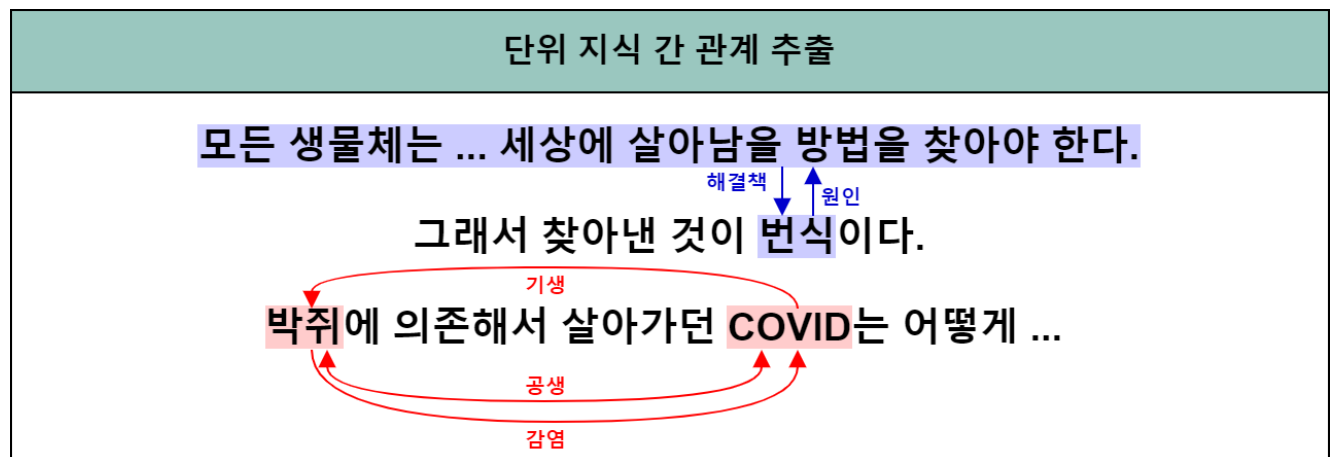 단위 지식 간 관계 추출
모든 생물체는 ... 세상에 살아남을 방법을 찾아야 한다.
해결책
원인
그래서 찾아낸 것이 번식이다.
기생
박쥐에 의존해서 살아가던 COVID는 어떻게 ...
공생
감염